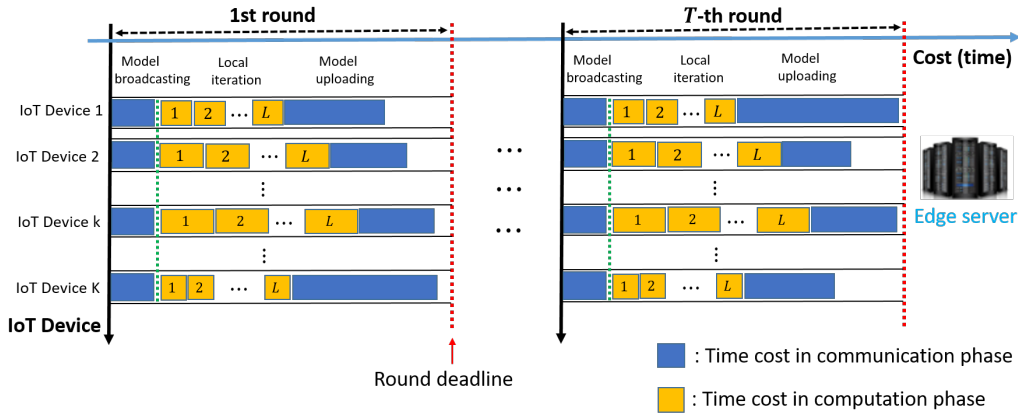 1st round
T-th round
Cost (time)
Model broadcasting
Local iteration
Model uploading
Model broadcasting
Local iteration
Model uploading
IoT Device 1
1 2 ... L
1 2 ... L
IoT Device 2
1 2 ... L
1 2 ... L
...
IoT Device k
1 2 ... L
1 2 ... L
...
IoT Device K
1 2 ... L
1 2 ... L
IoT Device
Edge server
Round deadline
: Time cost in communication phase
: Time cost in computation phase